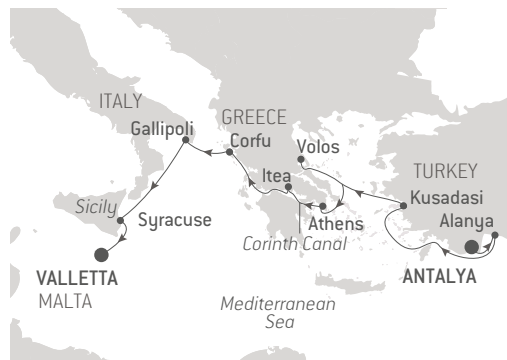 ITALY
Gallipoli
GREECE
Corfu
Volos
Itea
TURKEY
Kusadasi
Alanya
Sicily
Syracuse
Athens
Corinth Canal
ANTALYA
VALLETTA
MALTA
Mediterranean
Sea